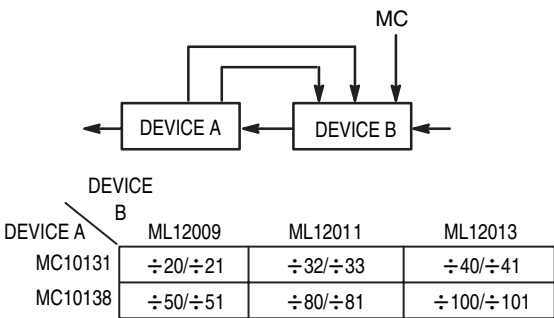 MC
DEVICE A
DEVICE B
DEVICE
B
DEVICE A ML12009 ML12011 ML12013
MC10131 ÷20/÷21 ÷32/÷33 ÷40/÷41
MC10138 ÷50/÷51 ÷80/÷81 ÷100/÷101